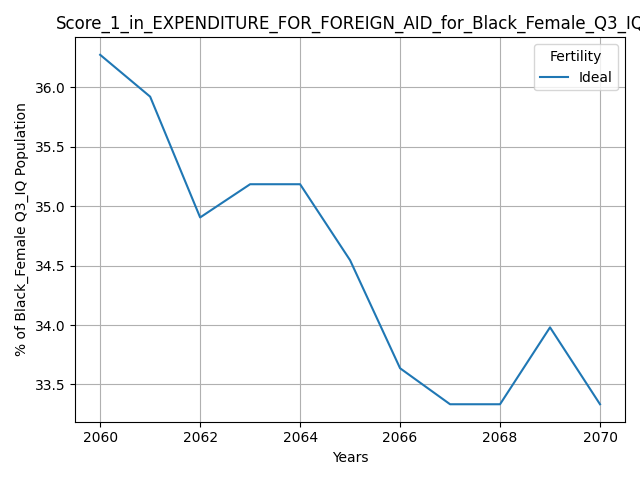 Score_1_in_EXPENDITURE_FOR_FOREIGN_AID_for_Black_Female_Q3_IQ
Fertility
Ideal
% of Black_Female Q3_IQ Population
36.0
35.5
35.0
34.5
34.0
33.5
2060 2062 2064 2066 2068 2070
Years